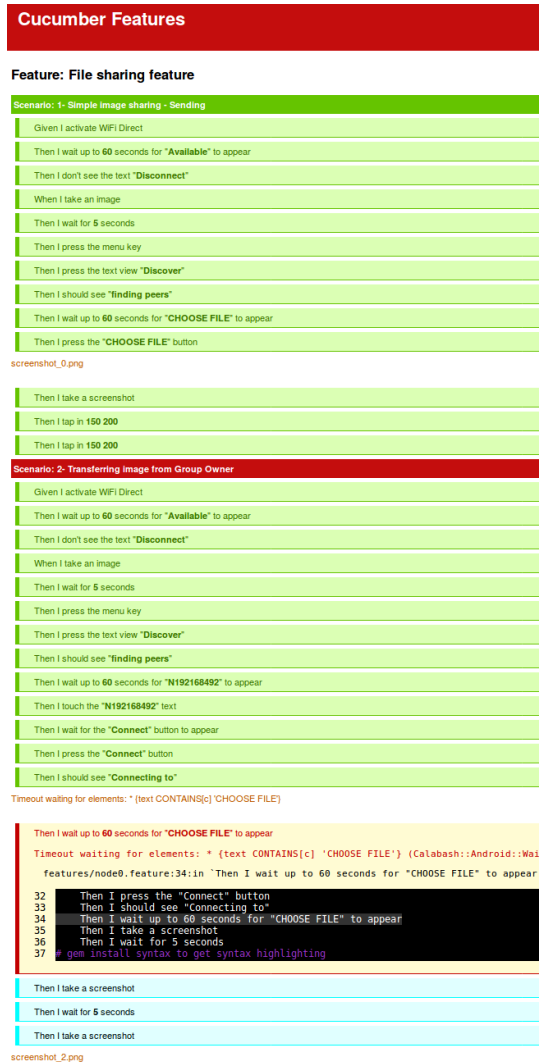 Cucumber Features
Feature: File sharing feature
Scenario: 1- Simple image sharing - Sending
Given I activate WiFi Direct
Then I wait up to 60 seconds for "Available" to appear
Then I don't see the text "Disconnect"
When I take an image
Then I wait for 5 seconds
Then I press the menu key
Then I press the text view "Discover"
Then I should see "finding peers"
Then I wait up to 60 seconds for "CHOOSE FILE" to appear
Then I press the "CHOOSE FILE" button
screenshot_0.png
Then I take a screenshot
Then I tap in 150 200
Then I tap in 150 200
Scenario: 2- Transferring image from Group Owner
Given I activate WiFi Direct
Then I wait up to 60 seconds for "Available" to appear
Then I don't see the text "Disconnect"
When I take an image
Then I wait for 5 seconds
Then I press the menu key
Then I press the text view "Discover"
Then I should see "finding peers"
Then I wait up to 60 seconds for "N192168492" to appear
Then I touch the "N192168492" text
Then I wait for the "Connect" button to appear
Then I press the "Connect" button
Then I should see "Connecting to"
Timeout waiting for elements: * {text CONTAINS[c] 'CHOOSE FILE'}
Then I wait up to 60 seconds for "CHOOSE FILE" to appear
Timeout waiting for elements: * {text CONTAINS[c] 'CHOOSE FILE'} (Calabash::Android::Wai
features/node0.feature:34:in `Then I wait up to 60 seconds for "CHOOSE FILE" to appear
32 Then I press the "Connect" button
33 Then I should see "Connecting to"
34 Then I wait up to 60 seconds for "CHOOSE FILE" to appear
35 Then I take a screenshot
36 Then I wait for 5 seconds
37 # gem install syntax to get syntax highlighting
Then I take a screenshot
Then I wait for 5 seconds
Then I take a screenshot
screenshot_2.png